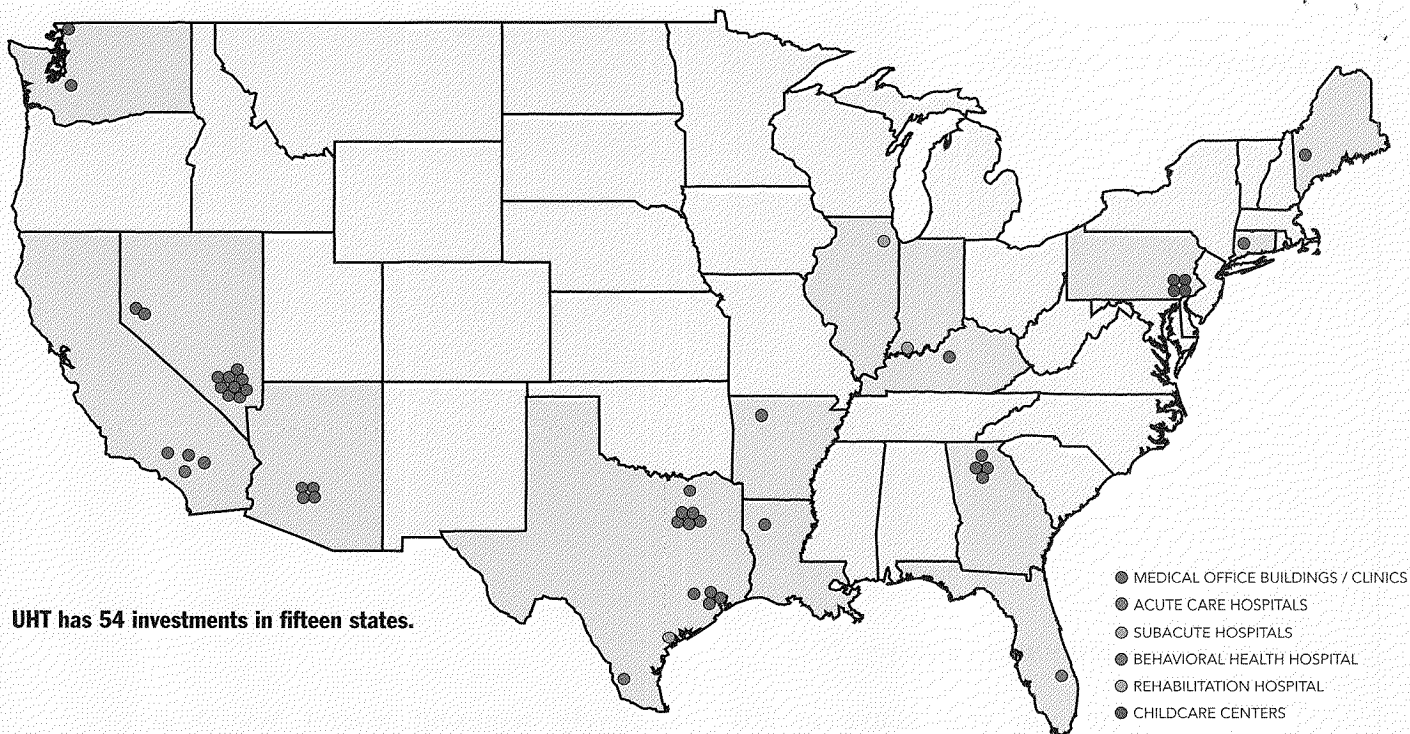 UHT has 54 investments in fifteen states.
MEDICAL OFFICE BUILDINGS / CLINICS
ACUTE CARE HOSPITALS
SUBACUTE HOSPITALS
BEHAVIORAL HEALTH HOSPITAL
REHABILITATION HOSPITAL
CHILDCARE CENTERS